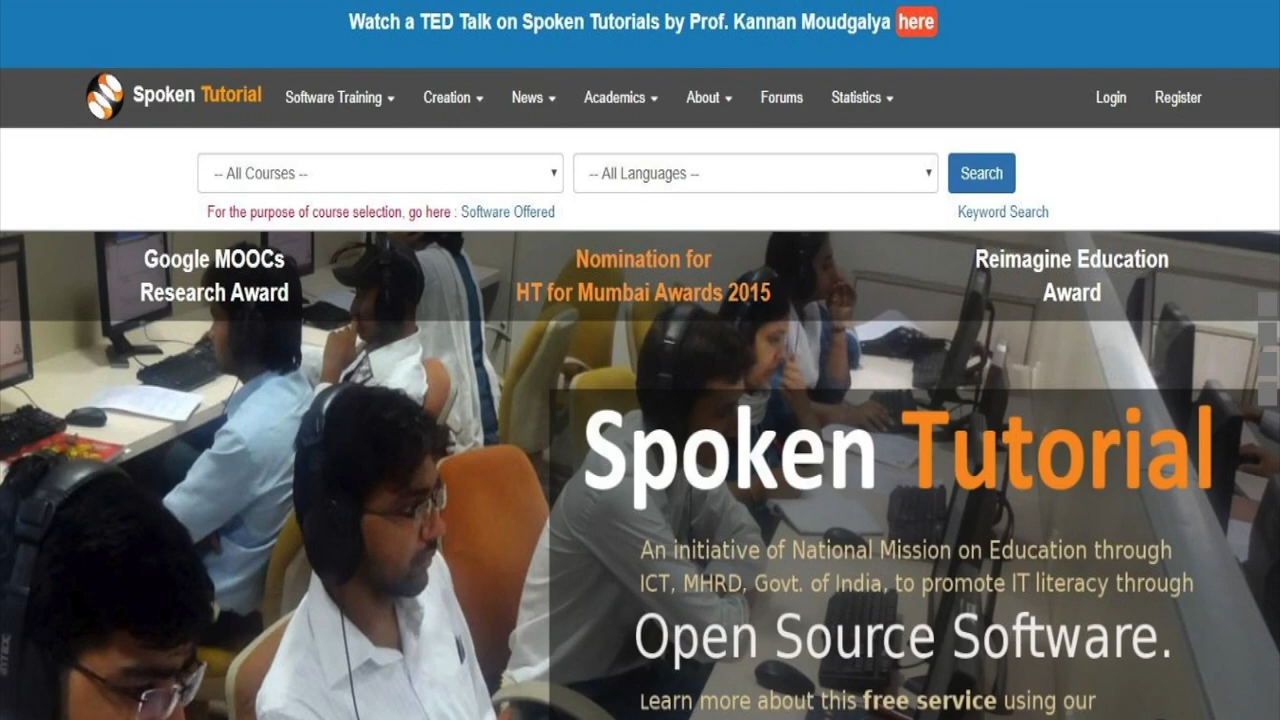 Watch a TED Talk on Spoken Tutorials by Prof. Kannan Moudgalya here
Spoken Tutorial Software Training Creation News Academics About Forums Statistics Login Register
-- All Courses -- -- All Languages -- Search
For the purpose of course selection, go here : Software Offered Keyword Search
Google MOOCs
Research Award
Nomination for
HT for Mumbai Awards 2015
Reimagine Education
Award
Spoken Tutorial
An initiative of National Mission on Education through
ICT, MHRD, Govt. of India, to promote IT literacy through
Open Source Software.
Learn more about this free service using our
INTEX